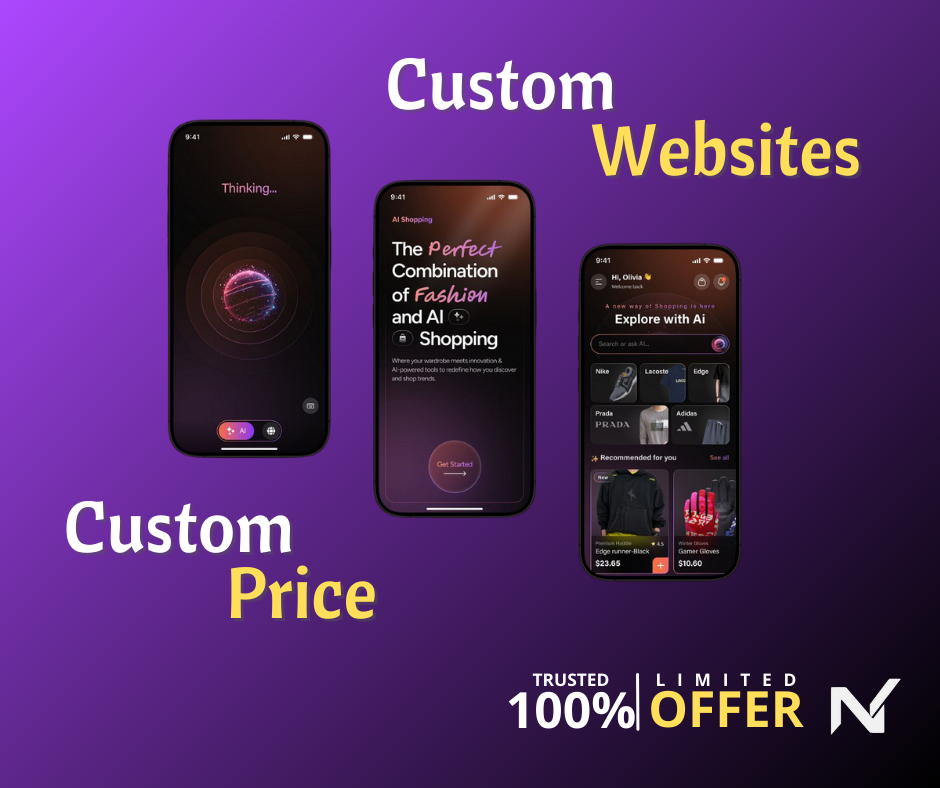 Custom
Websites
9:41
Thinking...
AI
9:41
AI Shopping
The Perfect
Combination
of Fashion
and AI
Shopping
Where your wardrobe meets innovation &
AI-powered tools to redefine how you discover
and shop trends.
Get Started
9:41
Hi, Olivia 👋
Welcome back
A new way of Shopping is here
Explore with Ai
Search or ask AI...
Nike
Lacoste
Edge
Prada
PRADA
Adidas
Recommended for you
See all
New
Premium Hoddie
4.5
Edge runner-Black
$23.65
Winter Gloves
Gamer Gloves
$10.60
Custom
Price
TRUSTED
100%
LIMITED
OFFER